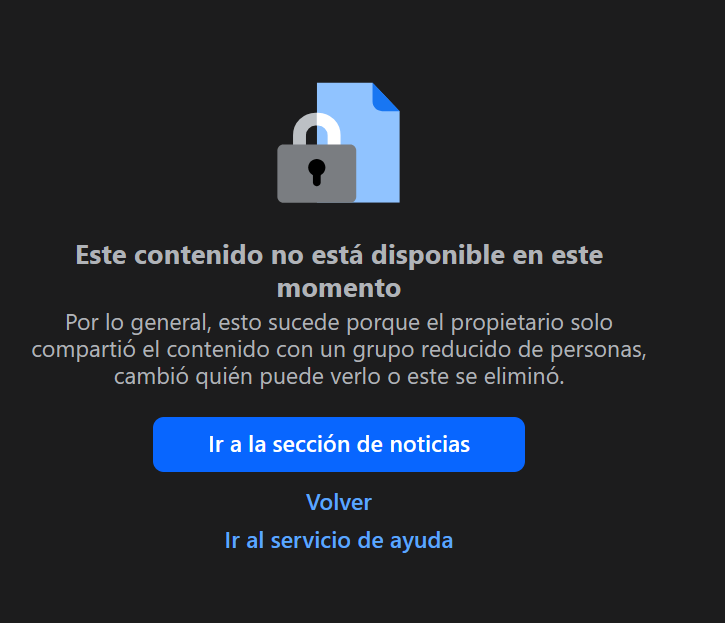 Este contenido no está disponible en este
momento
Por lo general, esto sucede porque el propietario solo
compartió el contenido con un grupo reducido de personas,
cambió quién puede verlo o este se eliminó.
Ir a la sección de noticias
Volver
Ir al servicio de ayuda